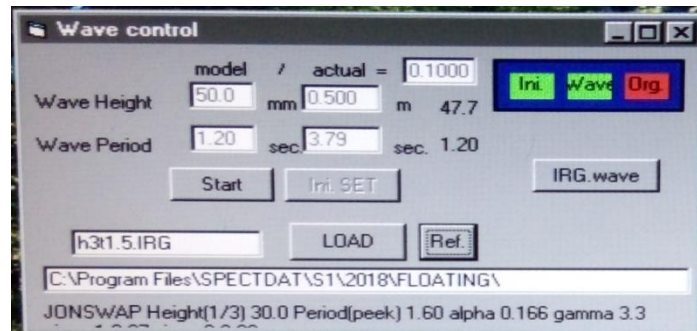 Wave control
model / actual = 0.1000
Wave Height 50.0 mm 0.500 m 47.7
Wave Period 1.20 sec. 3.79 sec. 1.20
Ini. Wave Org.
Start Ini. SET IRG.wave
h3t1.5.IRG LOAD Ref.
C:\Program Files\SPECTDAT\S1\2018\FLOATING\
JONSWAP Height(1/3) 30.0 Period(peek) 1.60 alpha 0.166 gamma 3.3